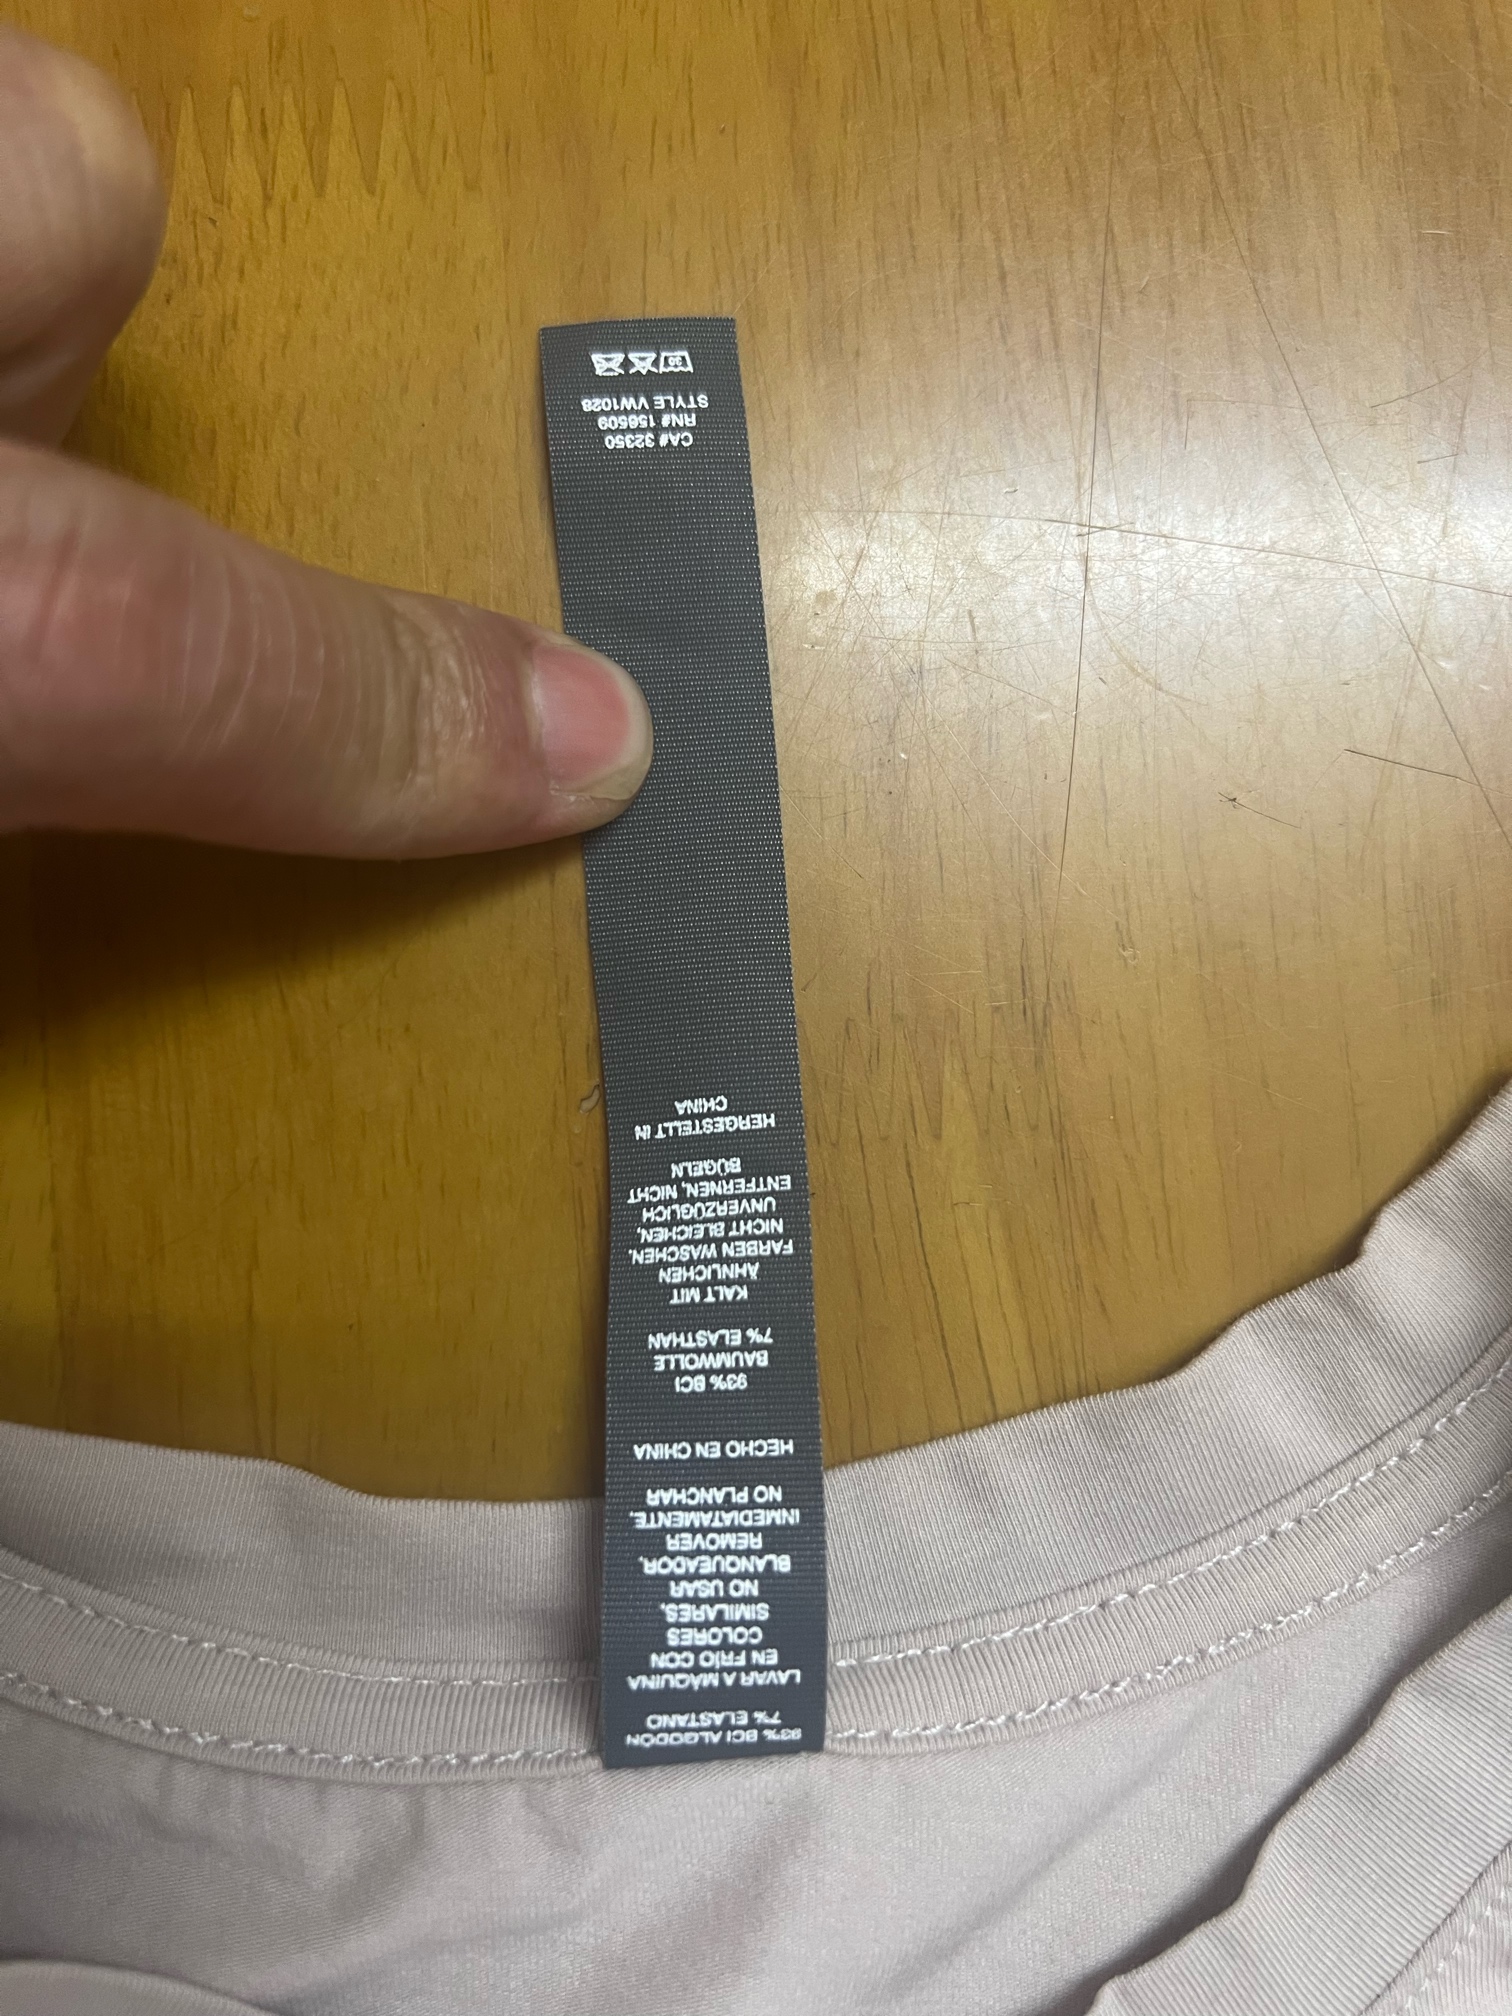 93% BCI ALGODÓN
7% ELASTANO
LAVAR A MÁQUINA
EN FRÍO CON
COLORES
SIMILARES,
NO USAR
BLANQUEADOR,
REMOVER
INMEDIATAMENTE,
NO PLANCHAR
HECHO EN CHINA
93% BCI
BAUMWOLLE
7% ELASTHAN
KALT MIT
ÄHNLICHEN
FARBEN WASCHEN,
NICHT BLEICHEN,
UNVERZÜGLICH
ENTFERNEN, NICHT
BÜGELN
HERGESTELLT IN
CHINA
CA# 32350
RN# 156509
STYLE VW1028
30